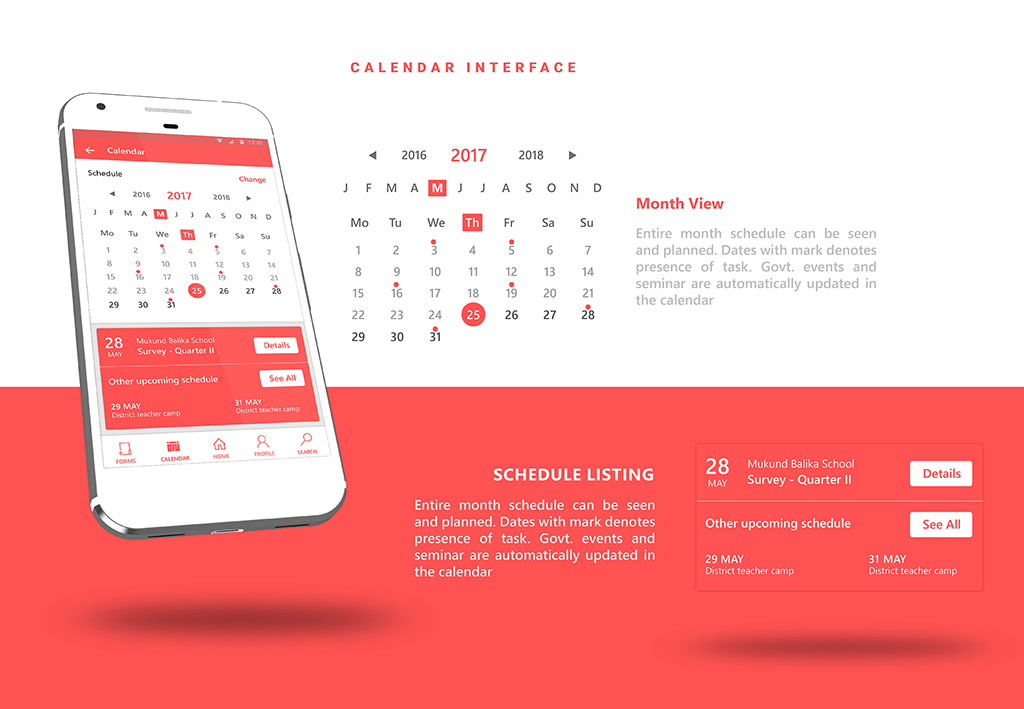 CALENDAR INTERFACE
12:30
Calendar
Schedule
Change
2016 2017 2018
J F M A M J J A S O N D
Mo Tu We Th Fr Sa Su
1 2 3 4 5 6 7
8 9 10 11 12 13 14
15 16 17 18 19 20 21
22 23 24 25 26 27 28
29 30 31
28 MAY
Mukund Balika School
Survey - Quarter II
Details
Other upcoming schedule
See All
29 MAY
District teacher camp
31 MAY
District teacher camp
FORMS
CALENDAR
HOME
PROFILE
SEARCH
2016 2017 2018
J F M A M J J A S O N D
Mo Tu We Th Fr Sa Su
1 2 3 4 5 6 7
8 9 10 11 12 13 14
15 16 17 18 19 20 21
22 23 24 25 26 27 28
29 30 31
Month View
Entire month schedule can be seen
and planned. Dates with mark denotes
presence of task. Govt. events and
seminar are automatically updated in
the calendar
SCHEDULE LISTING
Entire month schedule can be seen
and planned. Dates with mark denotes
presence of task. Govt. events and
seminar are automatically updated in
the calendar
28
MAY
Mukund Balika School
Survey - Quarter II
Details
Other upcoming schedule
See All
29 MAY
District teacher camp
31 MAY
District teacher camp